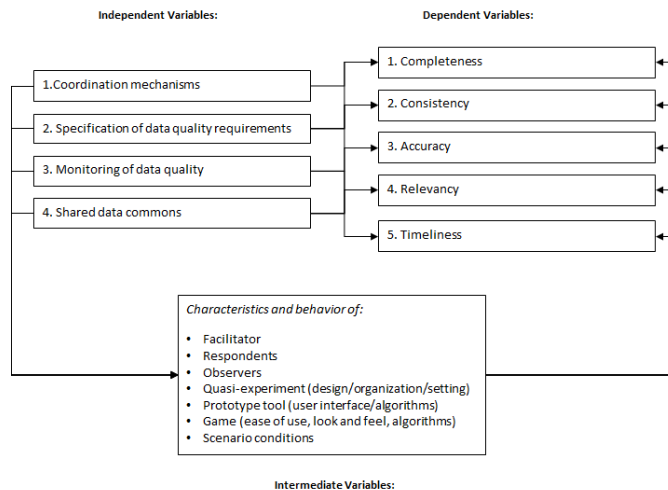 Independent Variables:
Dependent Variables:
1.Coordination mechanisms
2. Specification of data quality requirements
3. Monitoring of data quality
4. Shared data commons
1. Completeness
2. Consistency
3. Accuracy
4. Relevancy
5. Timeliness
Characteristics and behavior of:
• Facilitator
• Respondents
• Observers
• Quasi-experiment (design/organization/setting)
• Prototype tool (user interface/algorithms)
• Game (ease of use, look and feel, algorithms)
• Scenario conditions
Intermediate Variables: